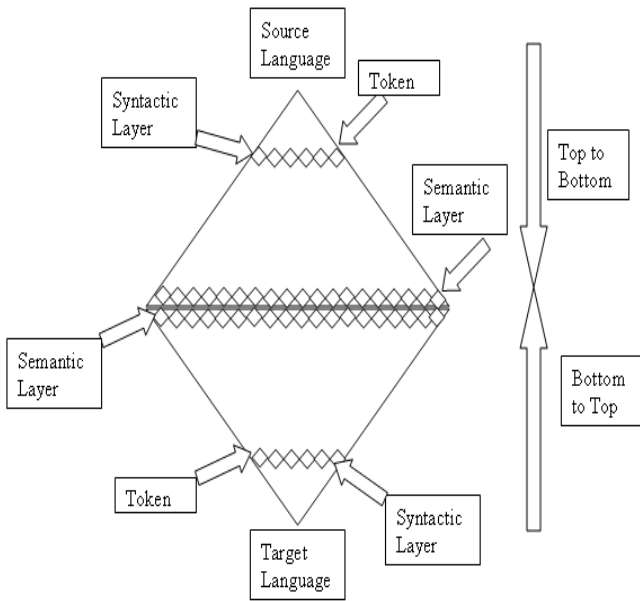 Source
Language
Token
Syntactic
Layer
Top to
Bottom
Semantic
Layer
Semantic
Layer
Bottom
to Top
Token
Syntactic
Layer
Target
Language